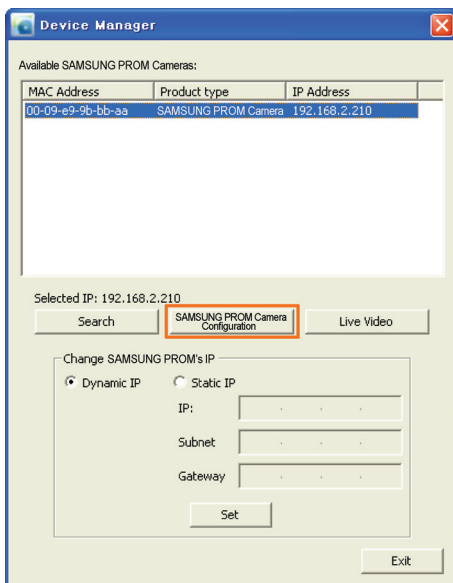 Device Manager
Available SAMSUNG PROM Cameras:
MAC Address Product type IP Address
00-09-e9-9b-bb-aa SAMSUNG PROM Camera 192.168.2.210
Selected IP: 192.168.2.210
Search
SAMSUNG PROM Camera
Configuration
Live Video
Change SAMSUNG PROM's IP
Dynamic IP Static IP
IP:
Subnet
Gateway
Set
Exit